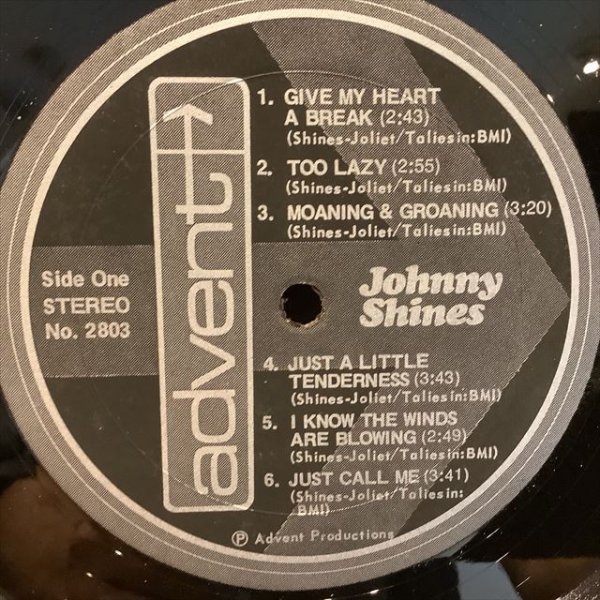 advent
1. GIVE MY HEART
A BREAK (2:43)
(Shines-Joliet/Taliesin:BMI)
2. TOO LAZY (2:55)
(Shines-Joliet/Taliesin:BMI)
3. MOANING & GROANING (3:20)
(Shines-Joliet/Taliesin:BMI)
Side One
STEREO
No. 2803
Johnny
Shines
4. JUST A LITTLE
TENDERNESS (3:43)
(Shines-Joliet/Taliesin:BMI)
5. I KNOW THE WINDS
ARE BLOWING (2:49)
(Shines-Joliet/Taliesin:BMI)
6. JUST CALL ME (3:41)
(Shines-Joliet/Taliesin:
BMI)
Ⓟ Advent Productions